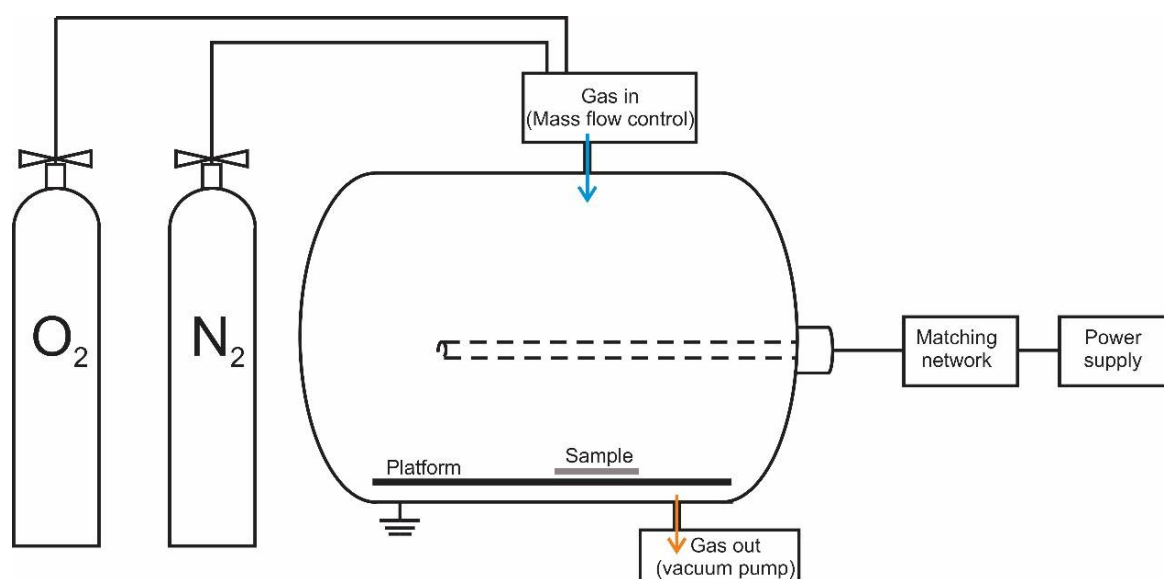 Gas in
(Mass flow control)
O₂
N₂
Matching
network
Power
supply
Platform
Sample
Gas out
(vacuum pump)